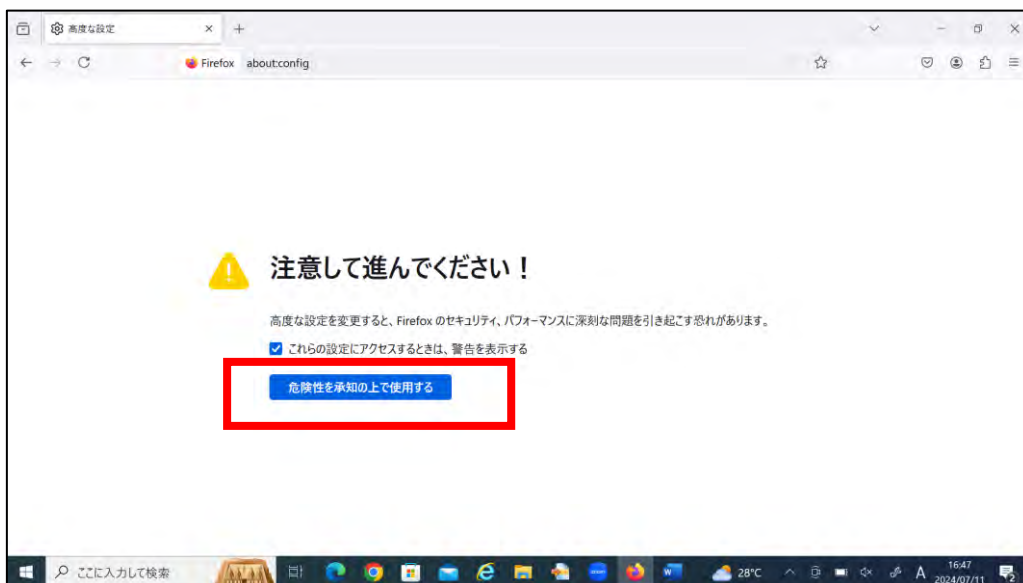 高度な設定
Firefox about:config
注意して進んでください！
高度な設定を変更すると、Firefox のセキュリティ、パフォーマンスに深刻な問題を引き起こす恐れがあります。
これらの設定にアクセスするときは、警告を表示する
危険性を承知の上で使用する
ここに入力して検索
28°C
A
16:47
2024/07/11